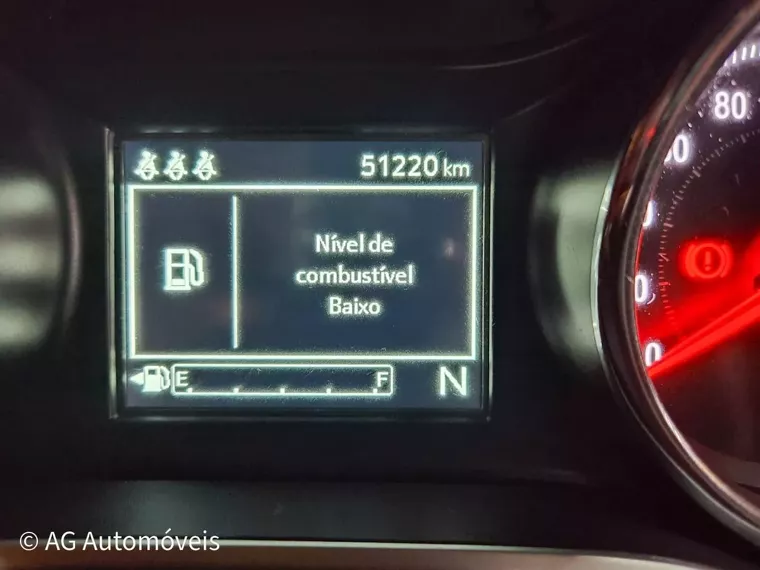 51220 km
Nível de
combustível
Baixo
E F N
80
© AG Automóveis